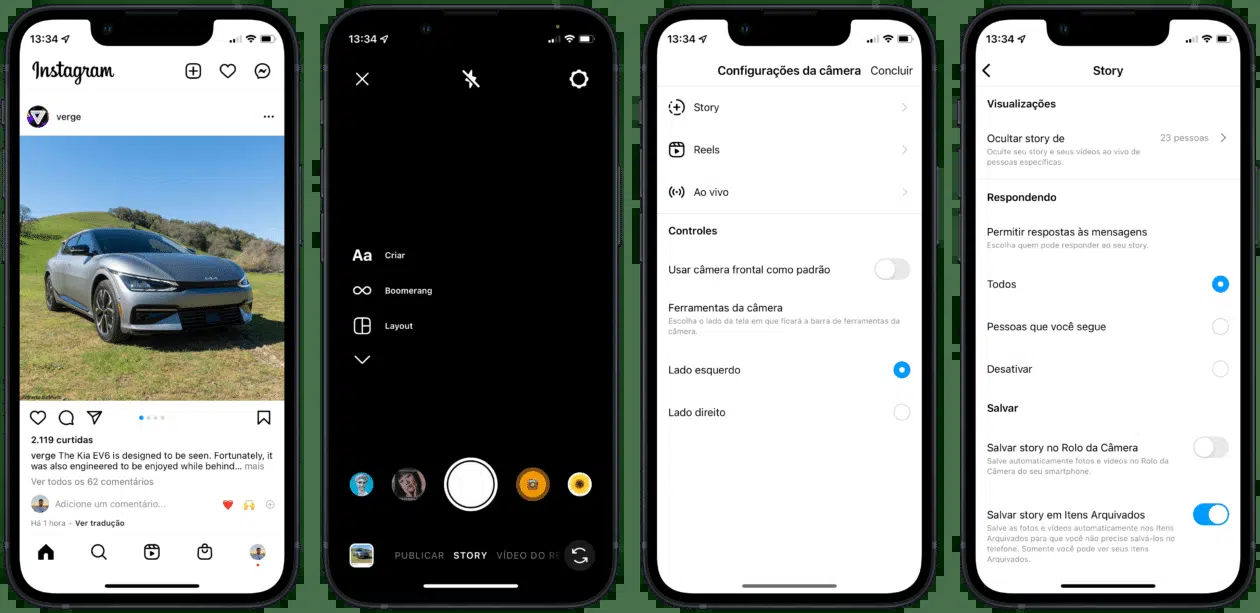 13:34
Instagram
verge
2.119 curtidas
verge The Kia EV6 is designed to be seen. Fortunately, it
was also engineered to be enjoyed while behind... mais
Ver todos os 62 comentários
Adicione um comentário...
Há 1 hora · Ver tradução
13:34
Aa Criar
Boomerang
Layout
PUBLICAR STORY VÍDEO DO RE
13:34
Configurações da câmera Concluir
Story
Reels
Ao vivo
Controles
Usar câmera frontal como padrão
Ferramentas da câmera
Escolha o lado da tela em que ficará a barra de ferramentas da
câmera.
Lado esquerdo
Lado direito
13:34
Story
Visualizações
Ocultar story de 23 pessoas
Oculte seu story e seus vídeos ao vivo de
pessoas específicas.
Respondendo
Permitir respostas às mensagens
Escolha quem pode responder ao seu story.
Todos
Pessoas que você segue
Desativar
Salvar
Salvar story no Rolo da Câmera
Salve automaticamente fotos e vídeos no Rolo da
Câmera do seu smartphone.
Salvar story em Itens Arquivados
Salve as fotos e vídeos automaticamente nos Itens
Arquivados para que você não precise salvá-los no
telefone. Somente você pode ver seus Itens
Arquivados.